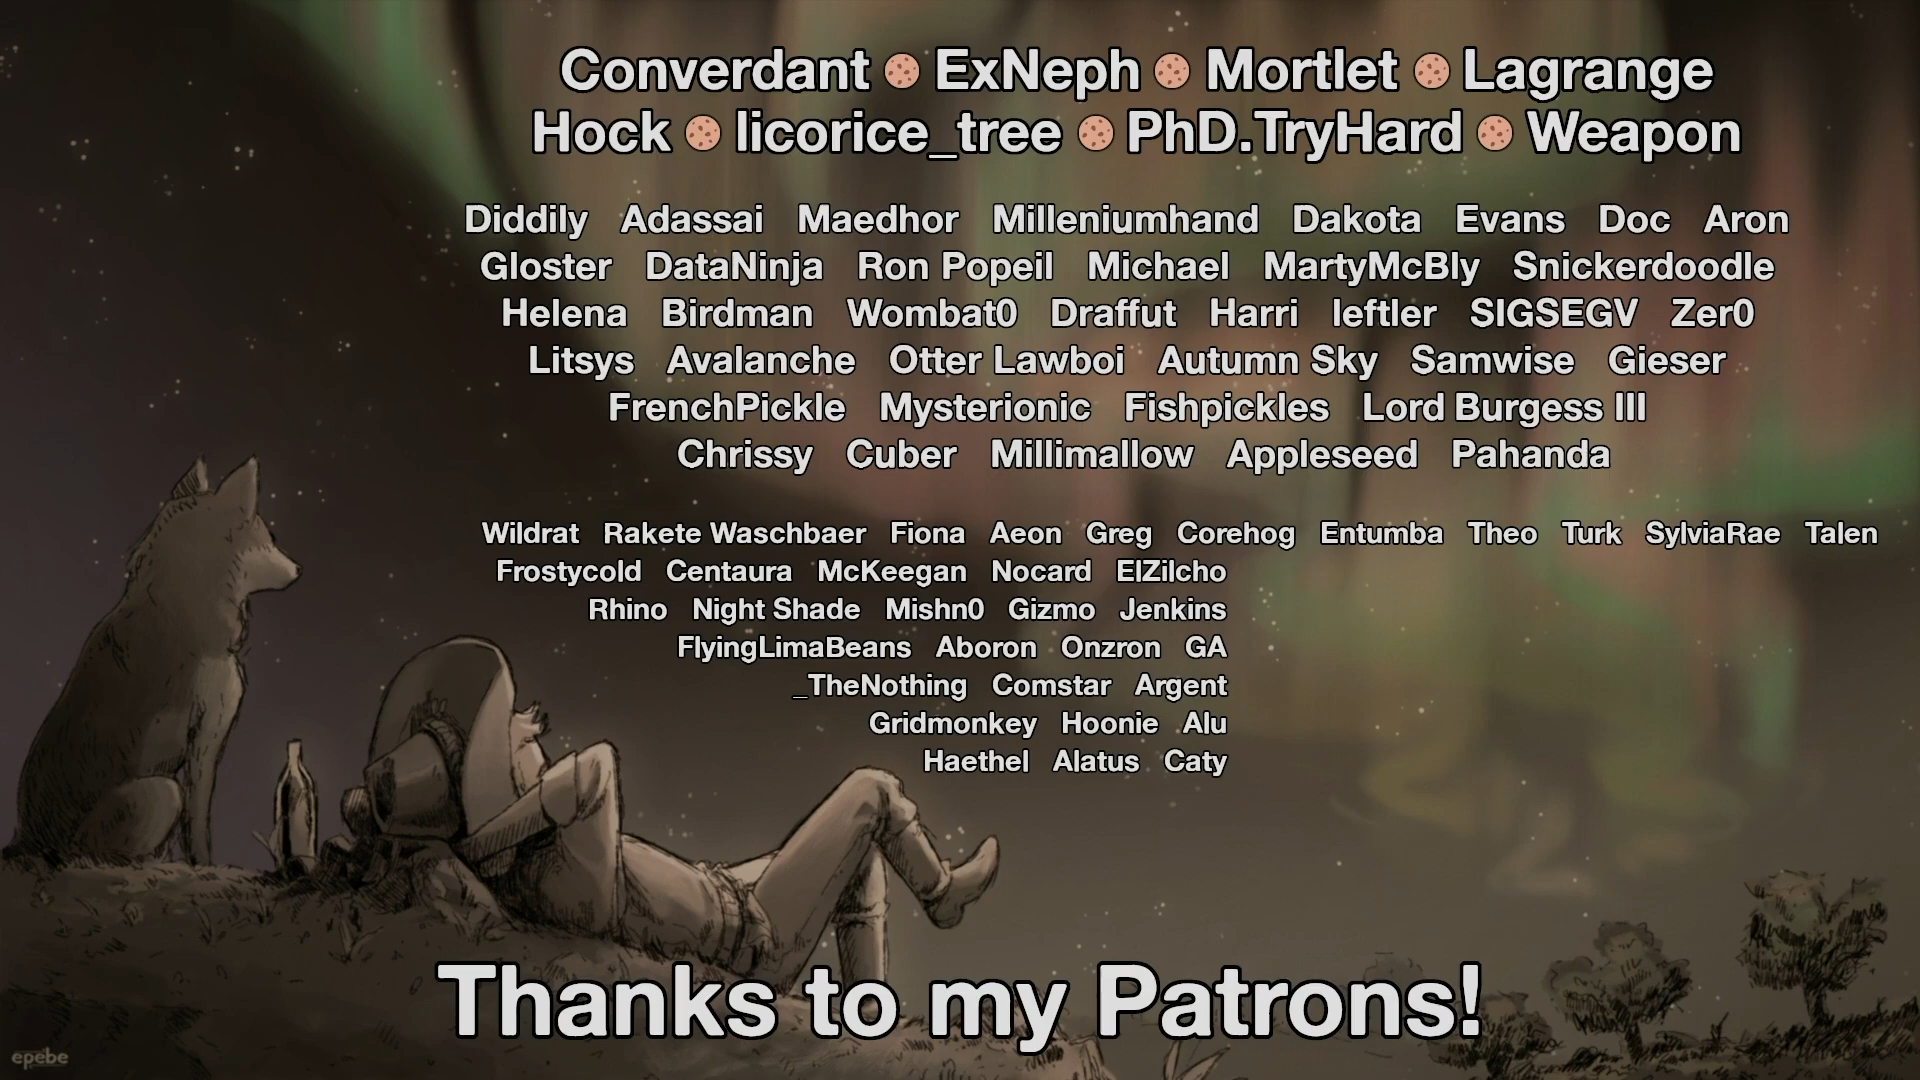 Converdant 🍪 ExNeph 🍪 Mortlet 🍪 Lagrange
Hock 🍪 licorice_tree 🍪 PhD.TryHard 🍪 Weapon
Diddily Adassai Maedhor Milleniumhand Dakota Evans Doc Aron
Gloster DataNinja Ron Popeil Michael MartyMcBly Snickerdoodle
Helena Birdman Wombat0 Draffut Harri leftler SIGSEGV Zer0
Litsys Avalanche Otter Lawboi Autumn Sky Samwise Gieser
FrenchPickle Mysterionic Fishpickles Lord Burgess III
Chrissy Cuber Millimallow Appleseed Pahanda
Wildrat Rakete Waschbaer Fiona Aeon Greg Corehog Entumba Theo Turk SylviaRae Talen
Frostycold Centaura McKeegan Nocard ElZilcho
Rhino Night Shade Mishn0 Gizmo Jenkins
FlyingLimaBeans Aboron Onzron GA
_TheNothing Comstar Argent
Gridmonkey Hoonie Alu
Haethel Alatus Caty
Thanks to my Patrons!
epebe